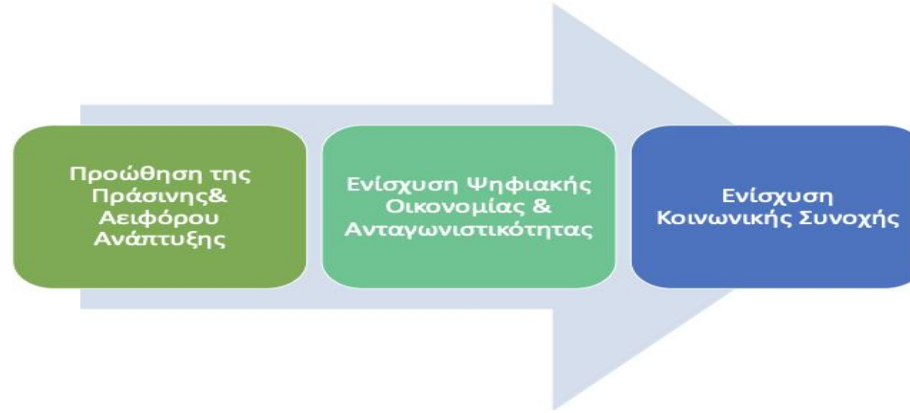 Προώθηση της
Πράσινης&
Αειφόρου
Ανάπτυξης
Ενίσχυση Ψηφιακής
Οικονομίας &
Ανταγωνιστικότητας
Ενίσχυση
Κοινωνικής Συνοχής